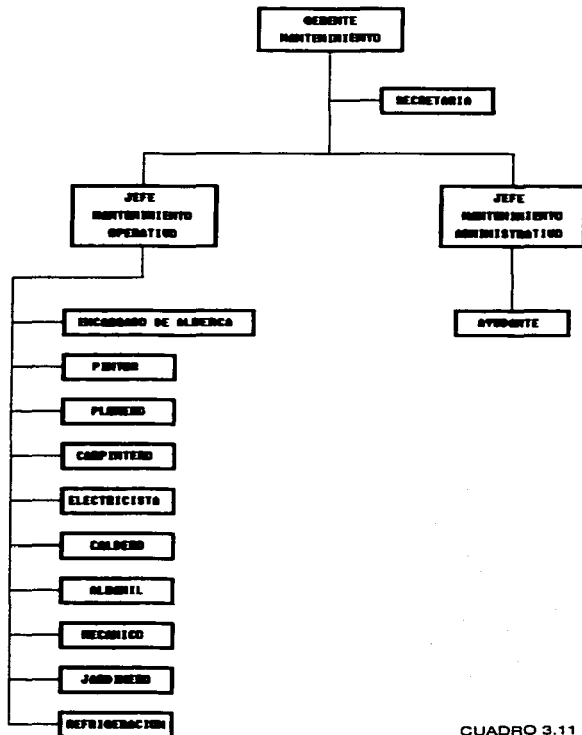 GERENTE
MANTENIMIENTO
SECRETARIA
JEFE
MANTENIMIENTO
OPERATIVO
JEFE
MANTENIMIENTO
ADMINISTRATIVO
ENCARGADO DE ALBERCA
AYUDANTE
PINTOR
PLOMERO
CARPINTERO
ELECTRICISTA
CALDERO
ALBANIL
MECANICO
JARDINERO
REFRIGERACION
CUADRO 3.11